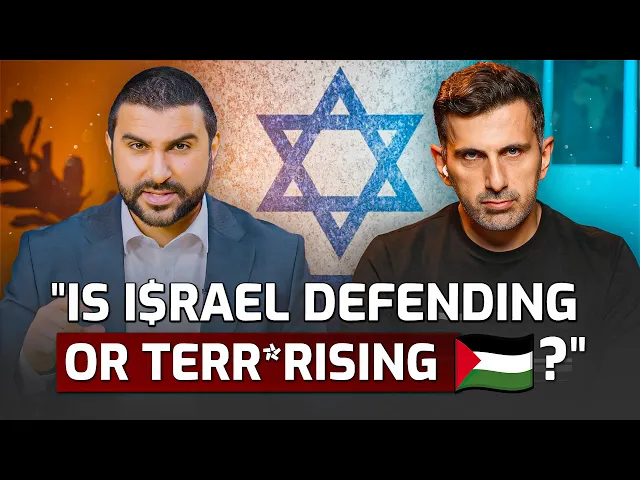 "IS I$RAEL DEFENDING
OR TERR*RISING 🇵🇸?"